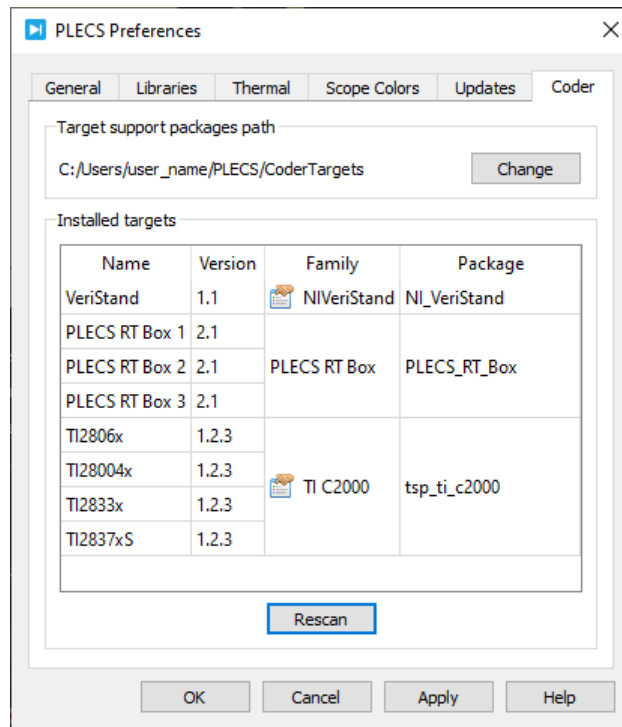 PLECS Preferences
General Libraries Thermal Scope Colors Updates Coder
Target support packages path
C:/Users/user_name/PLECS/CoderTargets Change
Installed targets
Name Version Family Package
VeriStand 1.1 NIVeriStand NI_VeriStand
PLECS RT Box 1 2.1
PLECS RT Box 2 2.1 PLECS RT Box PLECS_RT_Box
PLECS RT Box 3 2.1
TI2806x 1.2.3
TI28004x 1.2.3
TI C2000 tsp_ti_c2000
TI2833x 1.2.3
TI2837xS 1.2.3
Rescan
OK Cancel Apply Help